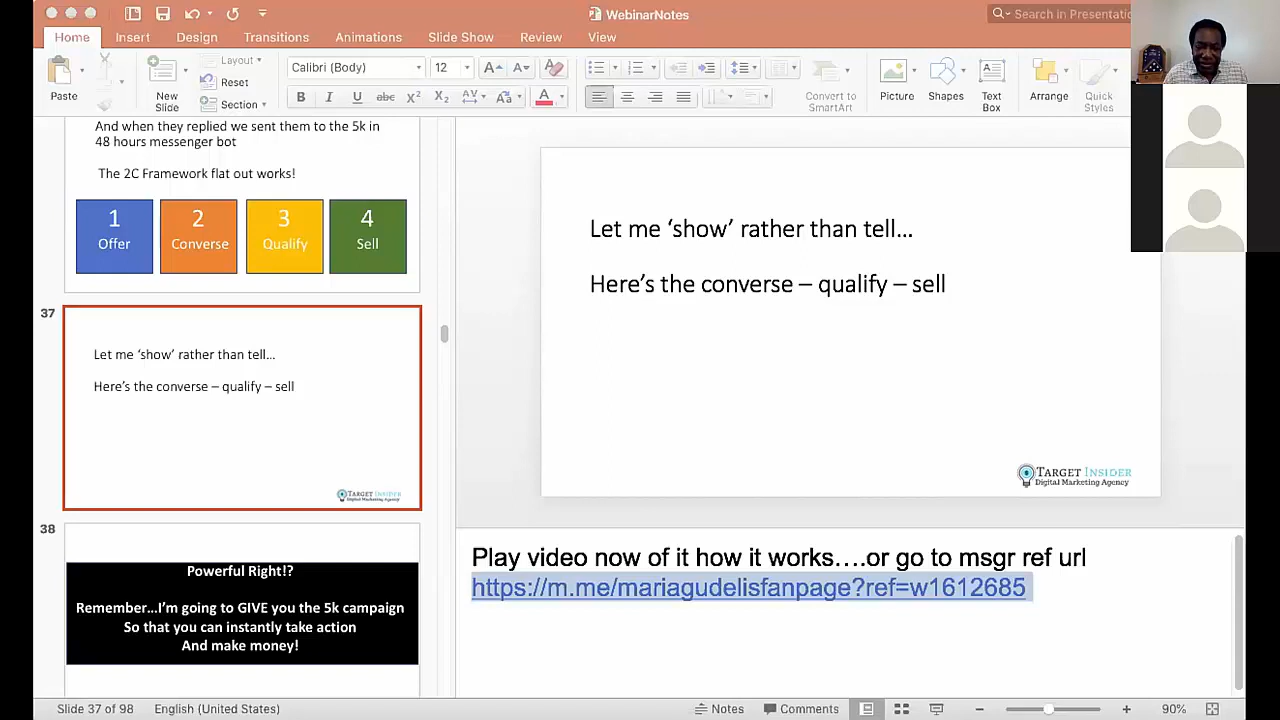 WebinarNotes
Search in Presentatio
Home
Insert
Design
Transitions
Animations
Slide Show
Review
View
Paste
New
Slide
Layout
Reset
Section
Calibri (Body)
12
Convert to
SmartArt
Picture
Shapes
Text
Box
Arrange
Quick
Styles
And when they replied we sent them to the 5k in
48 hours messenger bot
The 2C Framework flat out works!
1
Offer
2
Converse
3
Qualify
4
Sell
37
Let me ‘show’ rather than tell…
Here’s the converse – qualify – sell
TARGET INSIDER
Digital Marketing Agency
38
Powerful Right!?
Remember…I’m going to GIVE you the 5k campaign
So that you can instantly take action
And make money!
Let me ‘show’ rather than tell…
Here’s the converse – qualify – sell
TARGET INSIDER
Digital Marketing Agency
Play video now of it how it works….or go to msgr ref url
https://m.me/mariagudelisfanpage?ref=w1612685
Slide 37 of 98
English (United States)
Notes
Comments
90%